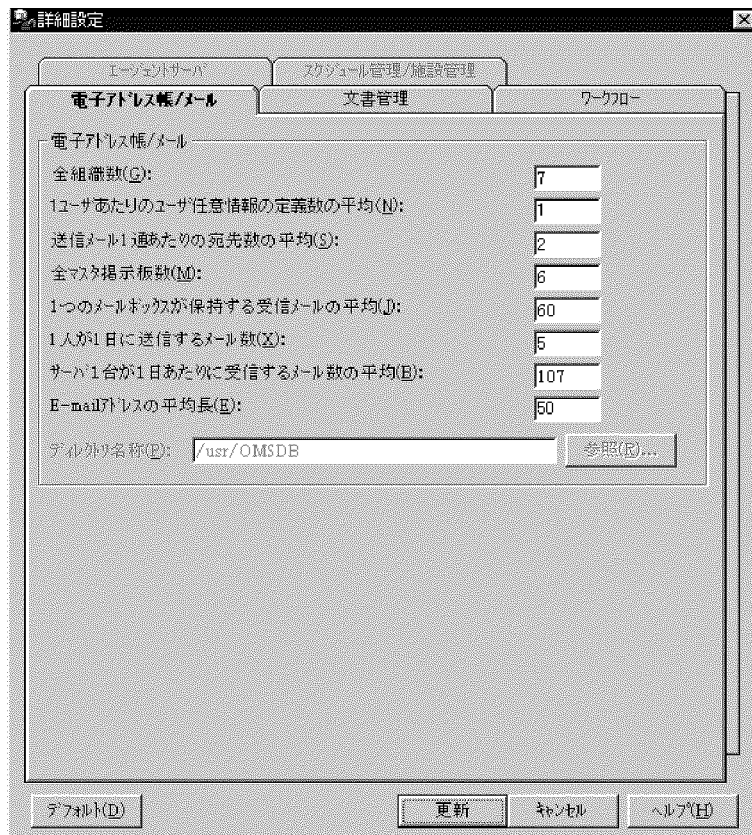 詳細設定
エージェントサーバ
スケジュール管理/施設管理
電子アドレス帳/メール
文書管理
ワークフロー
電子アドレス帳/メール
全組織数(G): 7
1ユーザあたりのユーザ任意情報の定義数の平均(N): 1
送信メール1通あたりの宛先数の平均(S): 2
全マスタ掲示板数(M): 6
1つのメールボックスが保持する受信メールの平均(J): 60
1人が1日に送信するメール数(X): 5
サーバ1台が1日あたりに受信するメール数の平均(B): 107
E-mailアドレスの平均長(E): 50
ディレクトリ名称(P): /usr/OMSDB 参照(R)...
デフォルト(D) 更新 キャンセル ヘルプ(H)